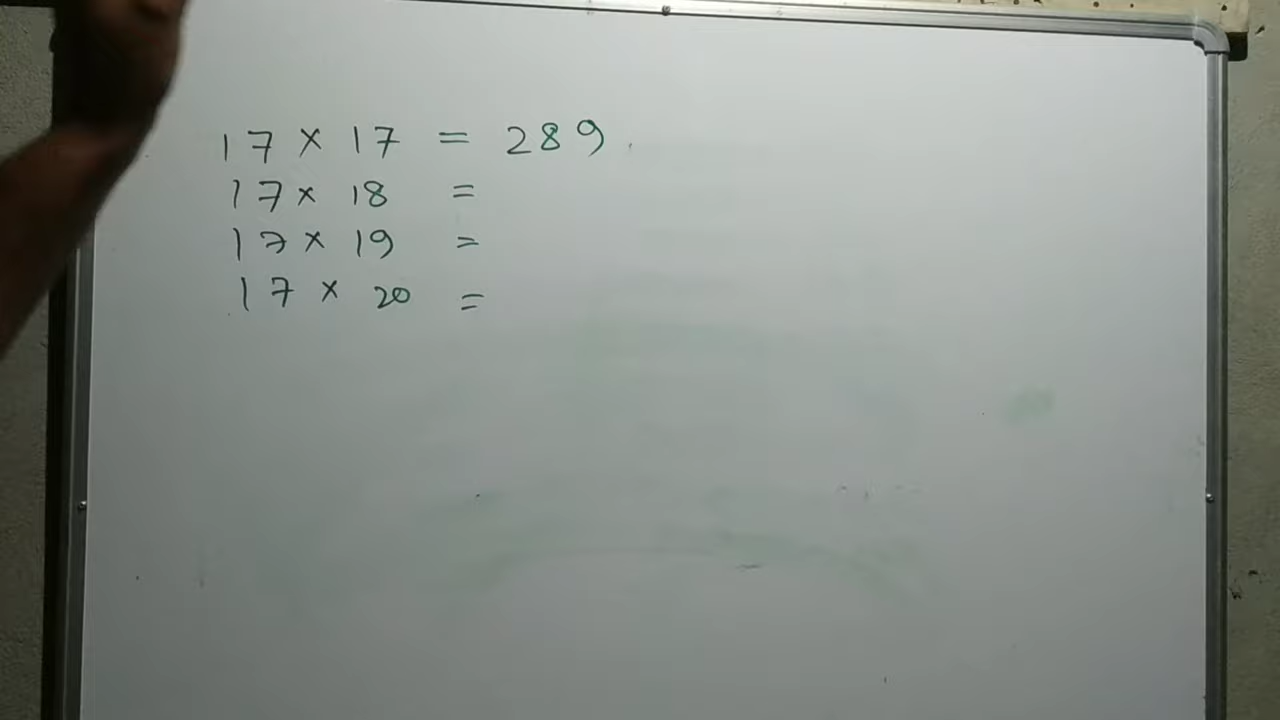 17 × 17 = 289
17 × 18 =
17 × 19 =
17 × 20 =